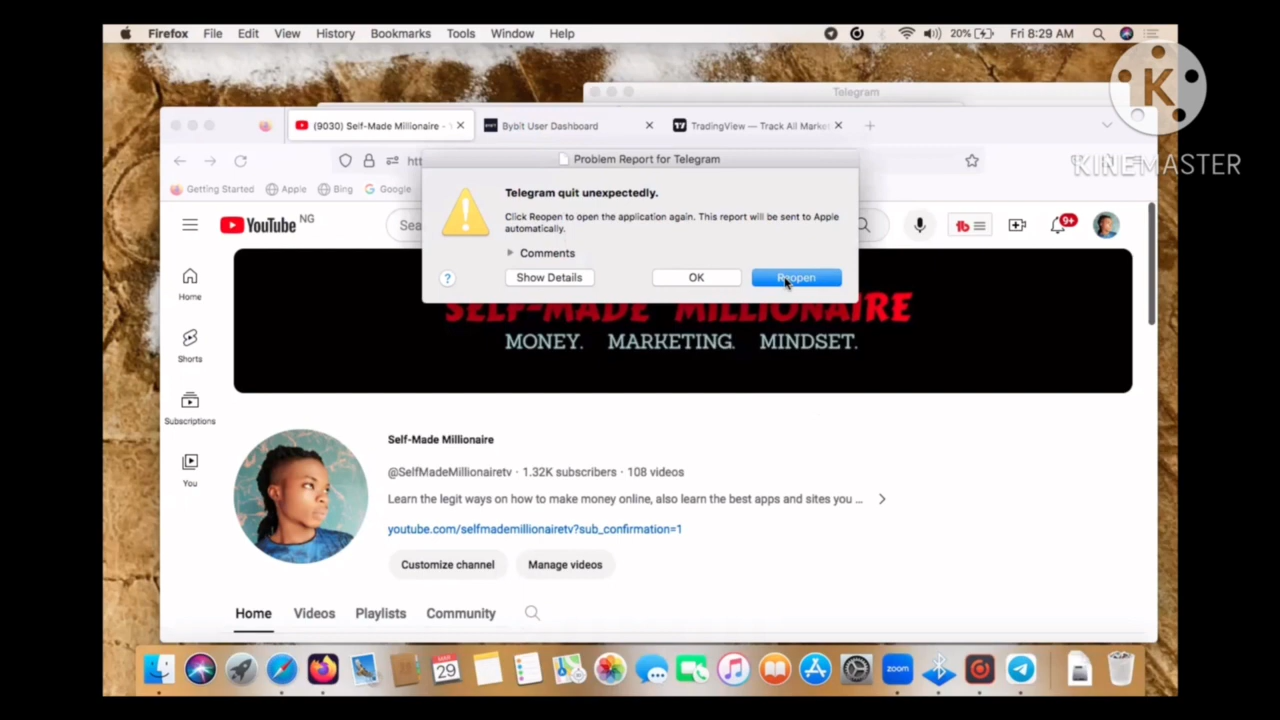 Firefox File Edit View History Bookmarks Tools Window Help 20% Fri 8:29 AM
Telegram
K
KINEMASTER
(9030) Self-Made Millionaire - Bybit User Dashboard TradingView — Track All Market
htt
Getting Started Apple Bing Google
Problem Report for Telegram
Telegram quit unexpectedly.
Click Reopen to open the application again. This report will be sent to Apple
automatically.
Comments
? Show Details OK Reopen
YouTube NG Sea 9+
SELF-MADE MILLIONAIRE
MONEY. MARKETING. MINDSET.
Home
Shorts
Subscriptions
You
Self-Made Millionaire
@SelfMadeMillionairetv · 1.32K subscribers · 108 videos
Learn the legit ways on how to make money online, also learn the best apps and sites you ...
youtube.com/selfmademillionairetv?sub_confirmation=1
Customize channel Manage videos
Home Videos Playlists Community
29 zoom